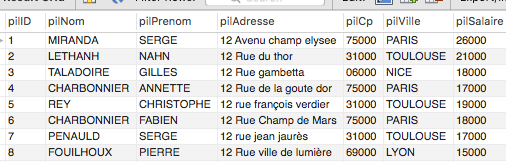 pilID pilNom pilPrenom pilAdresse pilCp pilVille pilSalaire
1 MIRANDA SERGE 12 Avenu champ elysee 75000 PARIS 26000
2 LETHANH NAHN 12 Rue du thor 31000 TOULOUSE 21000
3 TALADOIRE GILLES 12 Rue gambetta 06000 NICE 18000
4 CHARBONNIER ANNETTE 12 Rue de la goute dor 75000 PARIS 17000
5 REY CHRISTOPHE 12 rue françois verdier 31000 TOULOUSE 19000
6 CHARBONNIER FABIEN 12 Rue Champ de Mars 75000 PARIS 18000
7 PENAULD SERGE 12 rue jean jaurès 31000 TOULOUSE 17000
8 FOUILHOUX PIERRE 12 Rue ville de lumière 69000 LYON 15000